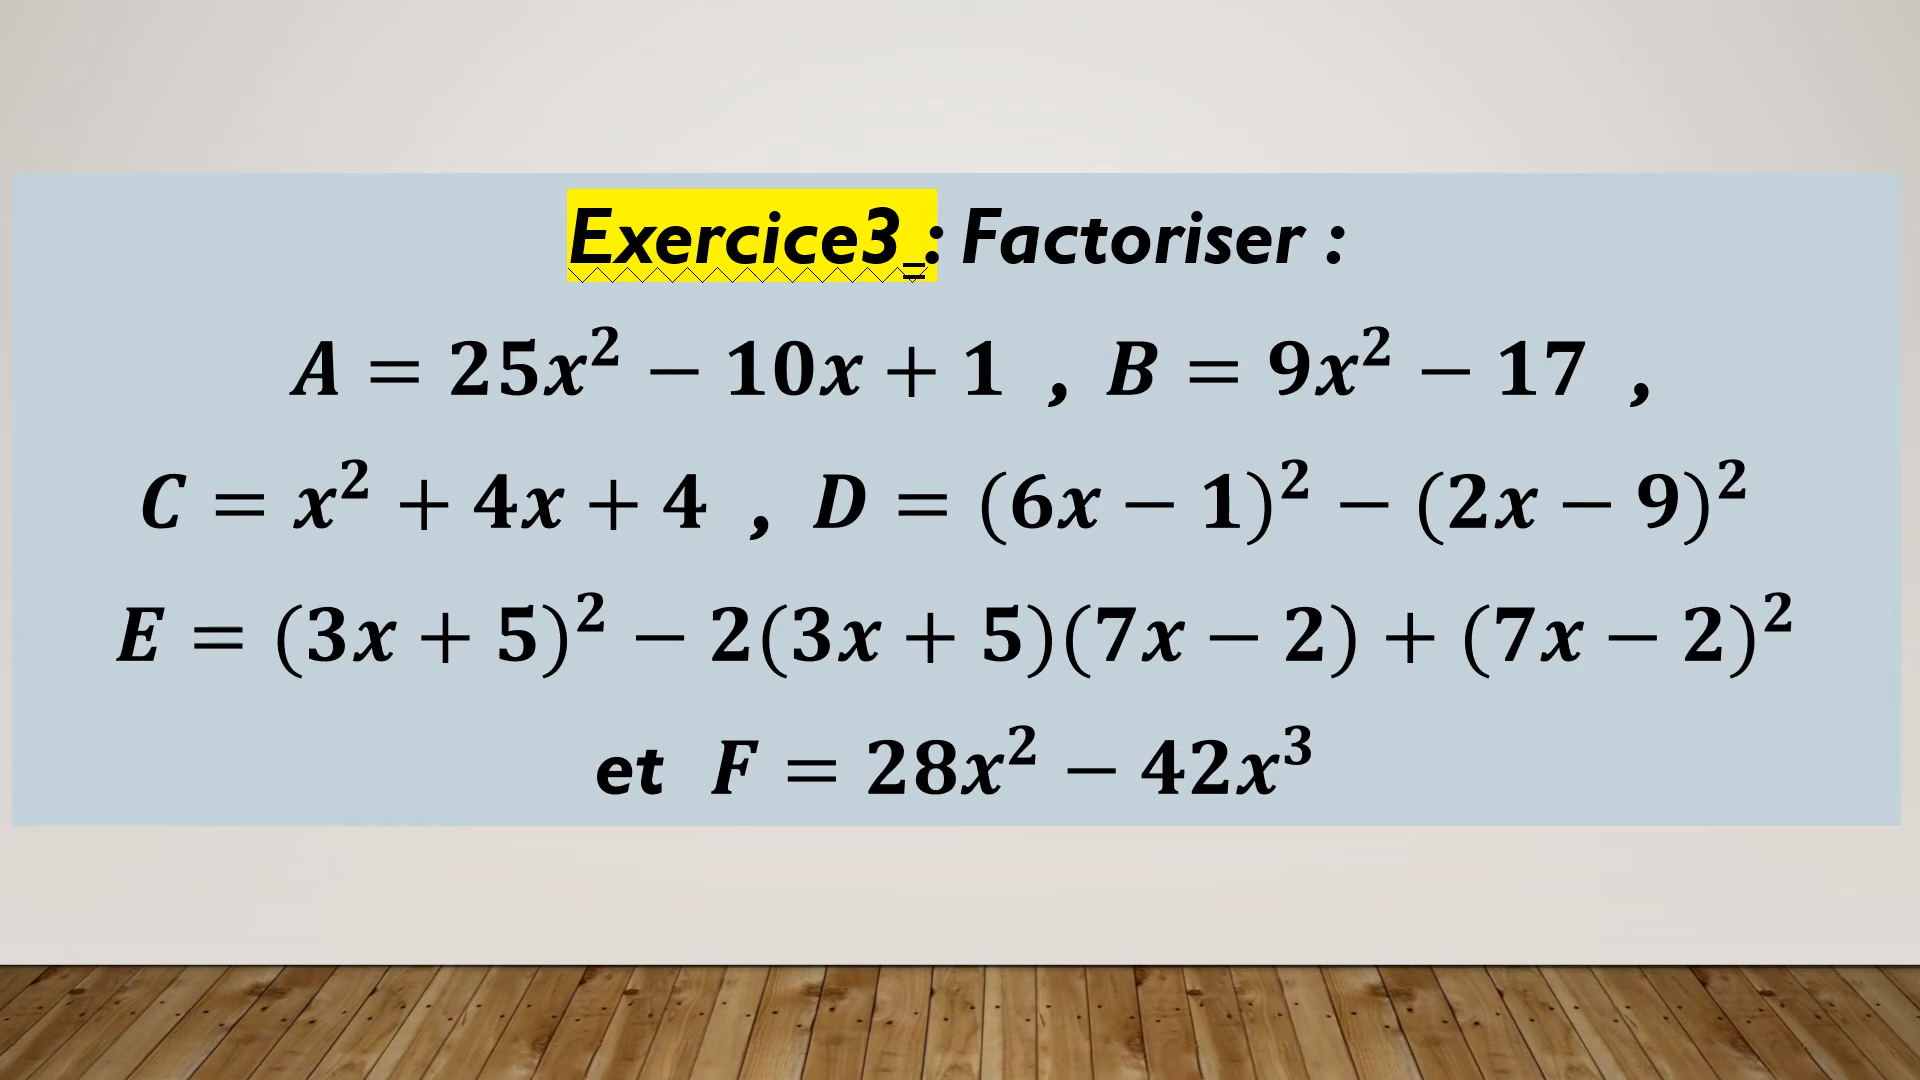 Exercice3 : Factoriser :
A = 25x² − 10x + 1 , B = 9x² − 17 ,
C = x² + 4x + 4 , D = (6x − 1)² − (2x − 9)²
E = (3x + 5)² − 2(3x + 5)(7x − 2) + (7x − 2)²
et F = 28x² − 42x³